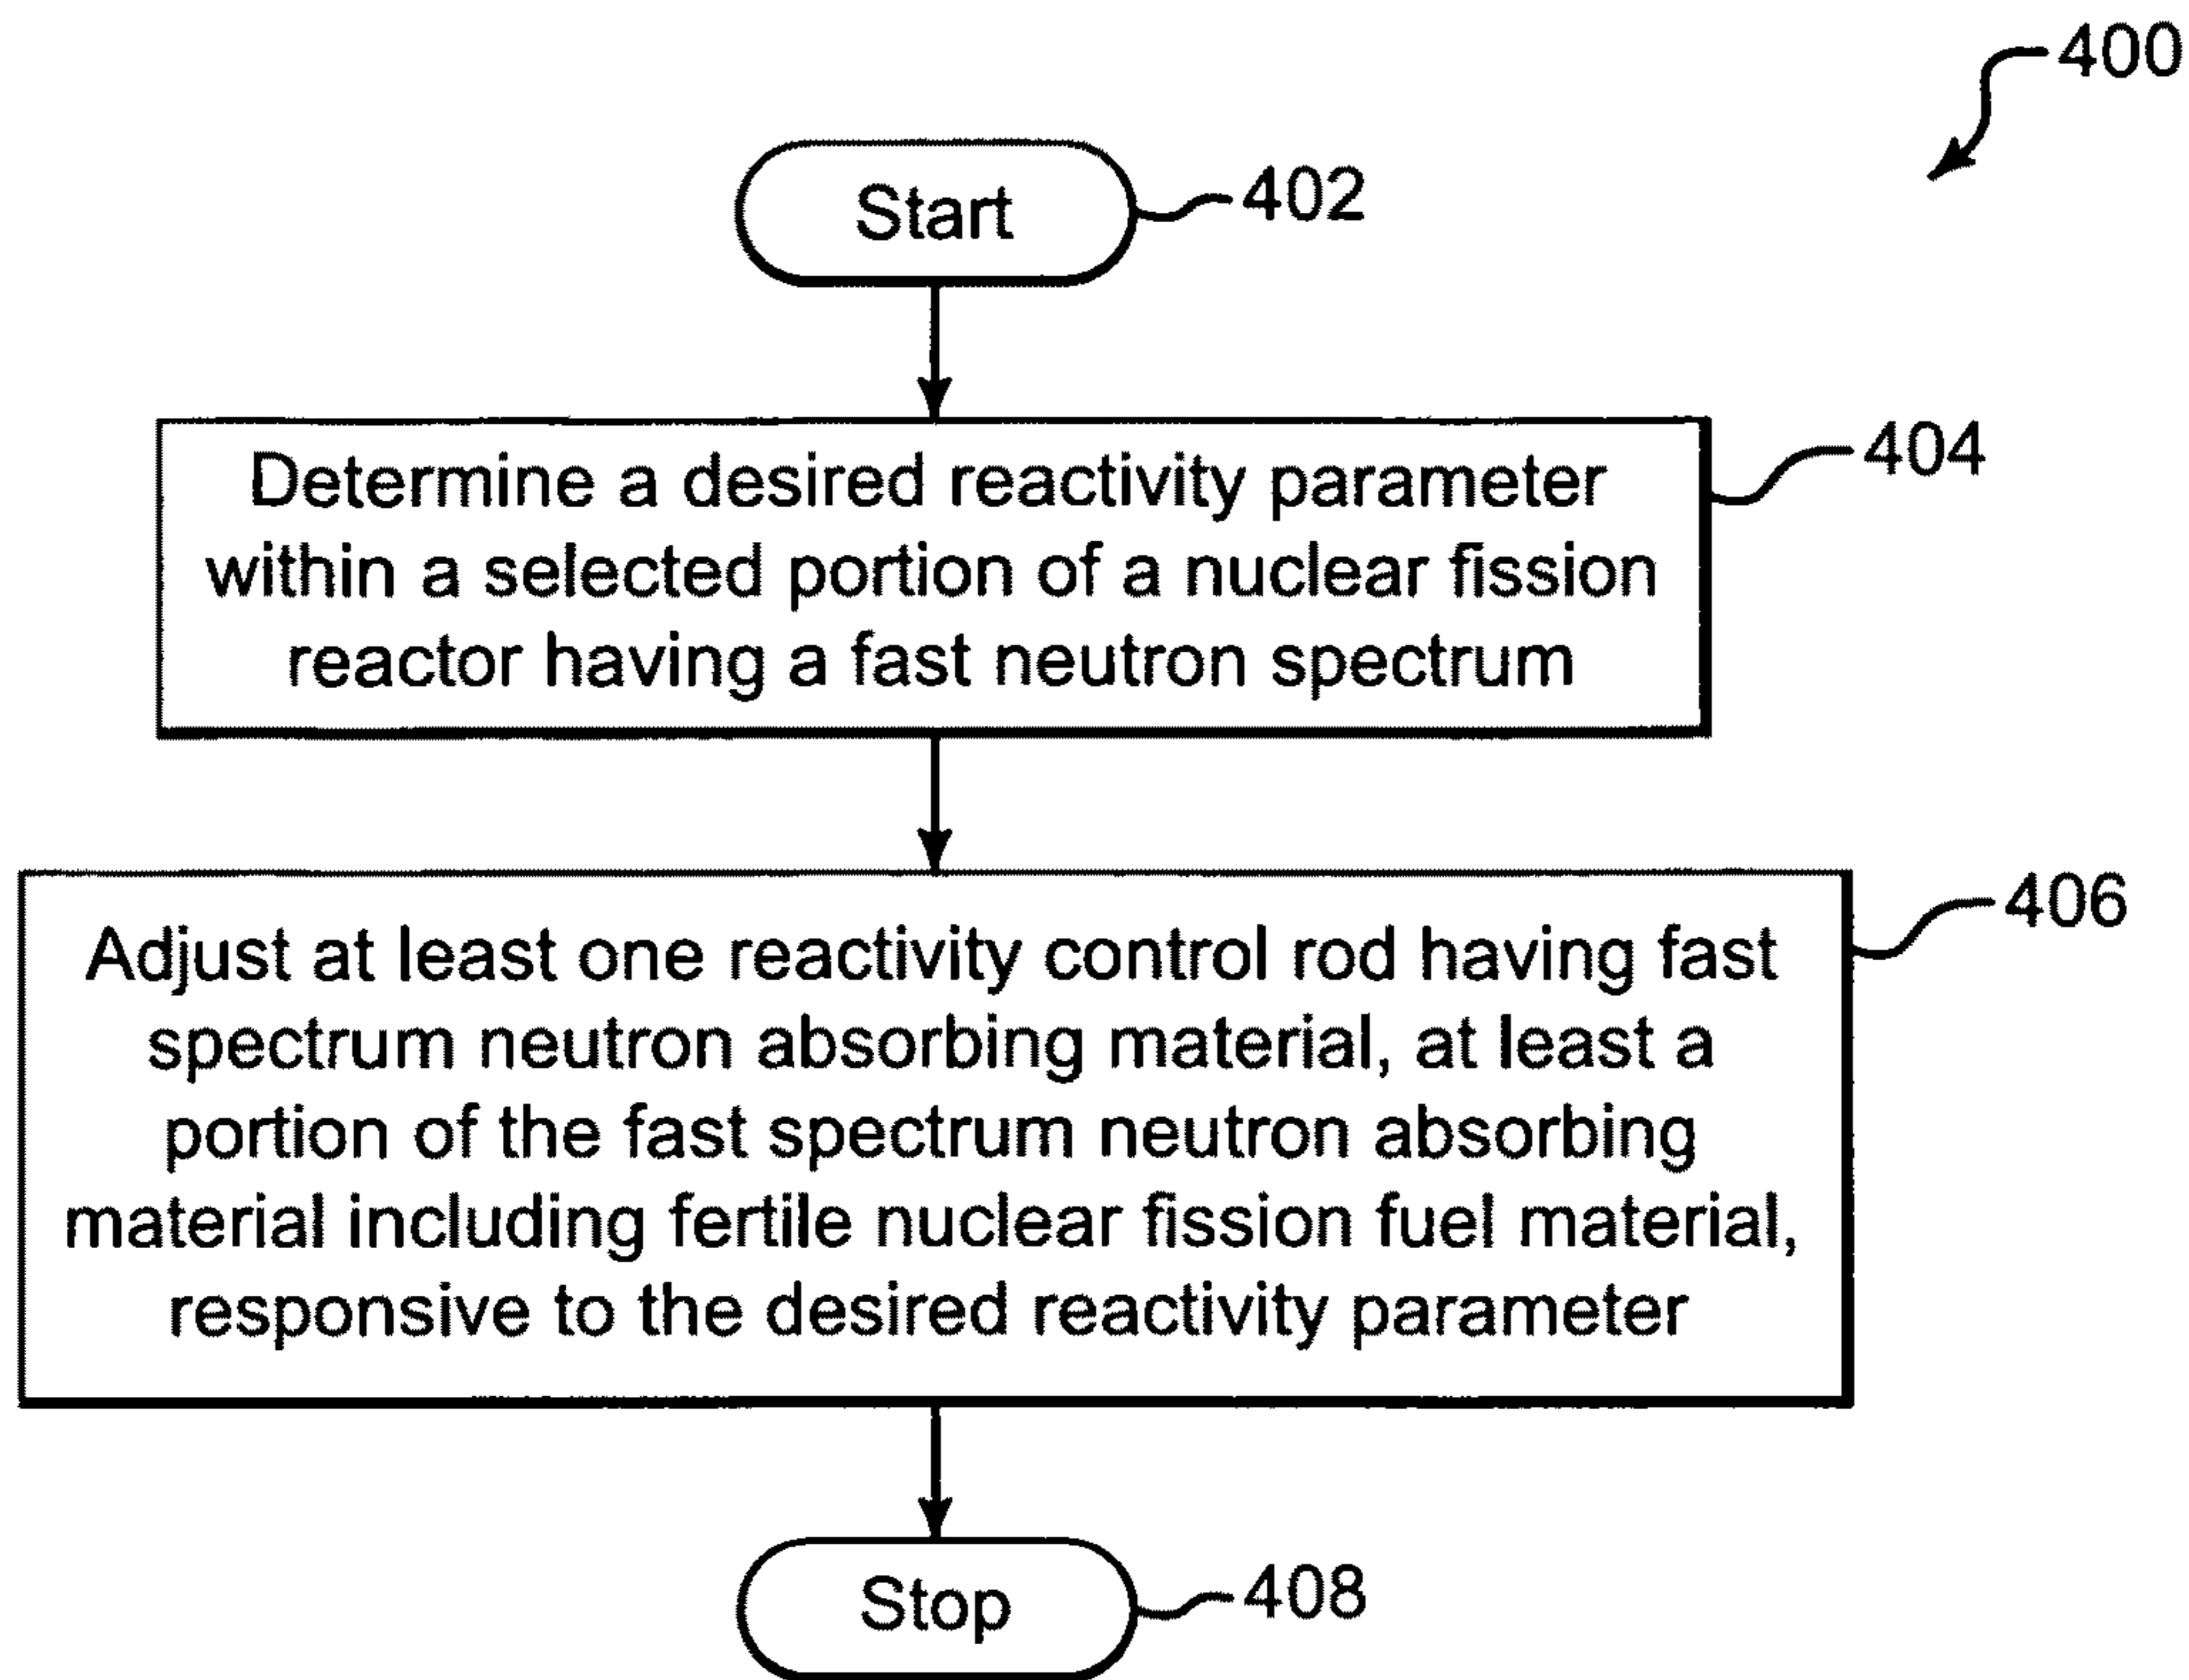 400
Start
402
Determine a desired reactivity parameter
within a selected portion of a nuclear fission
reactor having a fast neutron spectrum
404
Adjust at least one reactivity control rod having fast
spectrum neutron absorbing material, at least a
portion of the fast spectrum neutron absorbing
material including fertile nuclear fission fuel material,
responsive to the desired reactivity parameter
406
Stop
408